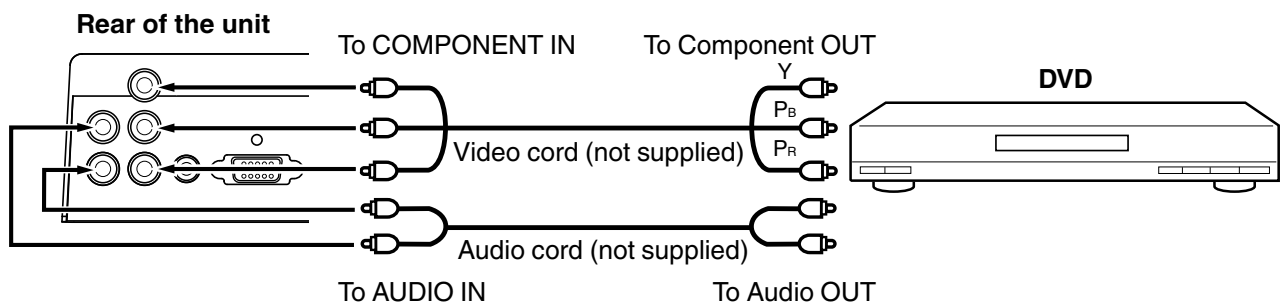 Rear of the unit
To COMPONENT IN
To Component OUT
Y
DVD
PB
Video cord (not supplied)
PR
Audio cord (not supplied)
To AUDIO IN
To Audio OUT